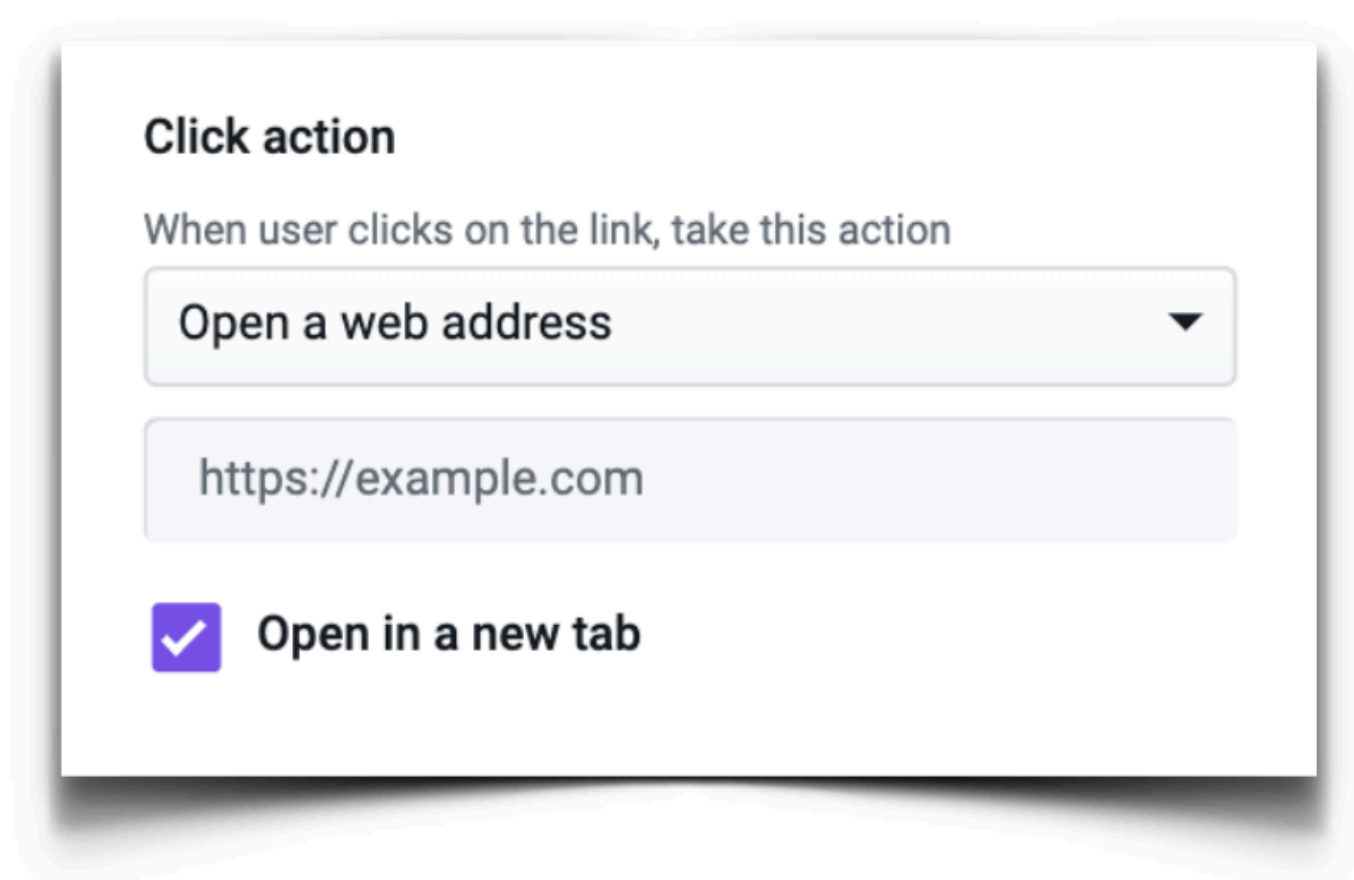 Click action
When user clicks on the link, take this action
Open a web address
https://example.com
Open in a new tab